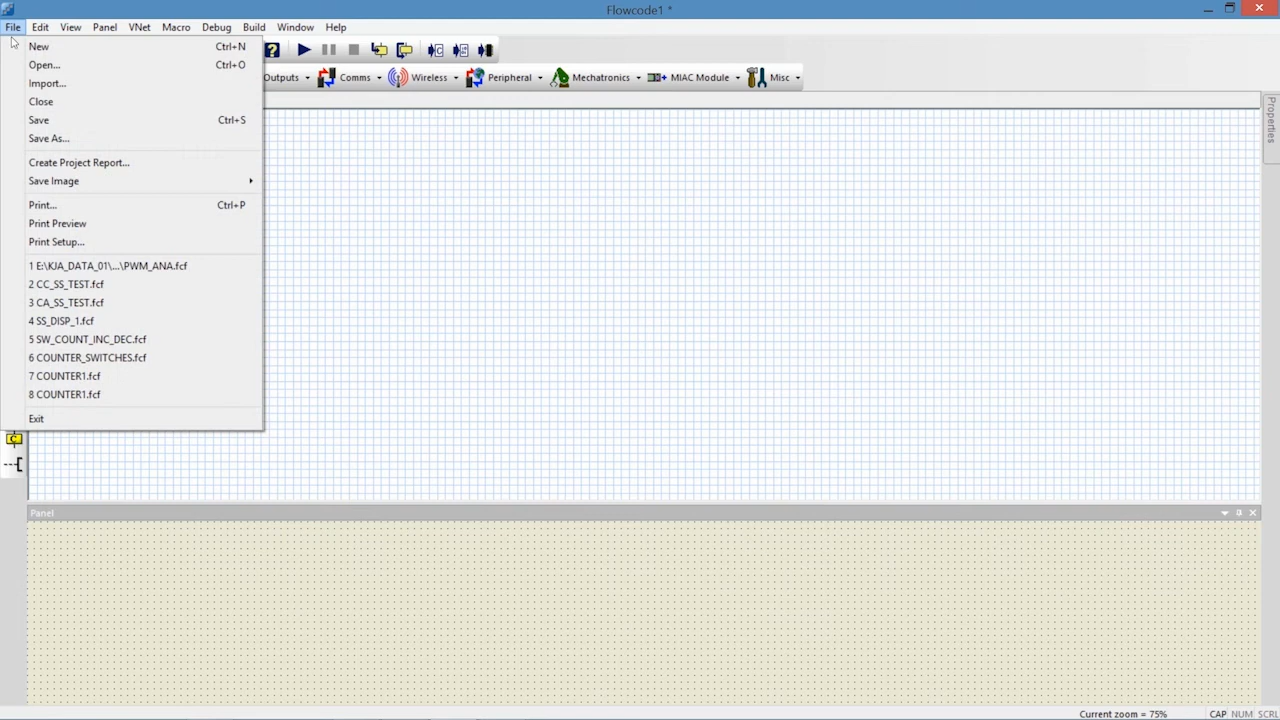 Flowcode1 *
File Edit View Panel VNet Macro Debug Build Window Help
New Ctrl+N
Open... Ctrl+O
Outputs Comms Wireless Peripheral Mechatronics MIAC Module Misc
Import...
Close
Save Ctrl+S
Save As...
Properties
Create Project Report...
Save Image
Print... Ctrl+P
Print Preview
Print Setup...
1 E:\KJA_DATA_01\...\PWM_ANA.fcf
2 CC_SS_TEST.fcf
3 CA_SS_TEST.fcf
4 SS_DISP_1.fcf
5 SW_COUNT_INC_DEC.fcf
6 COUNTER_SWITCHES.fcf
7 COUNTER1.fcf
8 COUNTER1.fcf
Exit
C
Panel
Current zoom = 75% CAP NUM SCRL